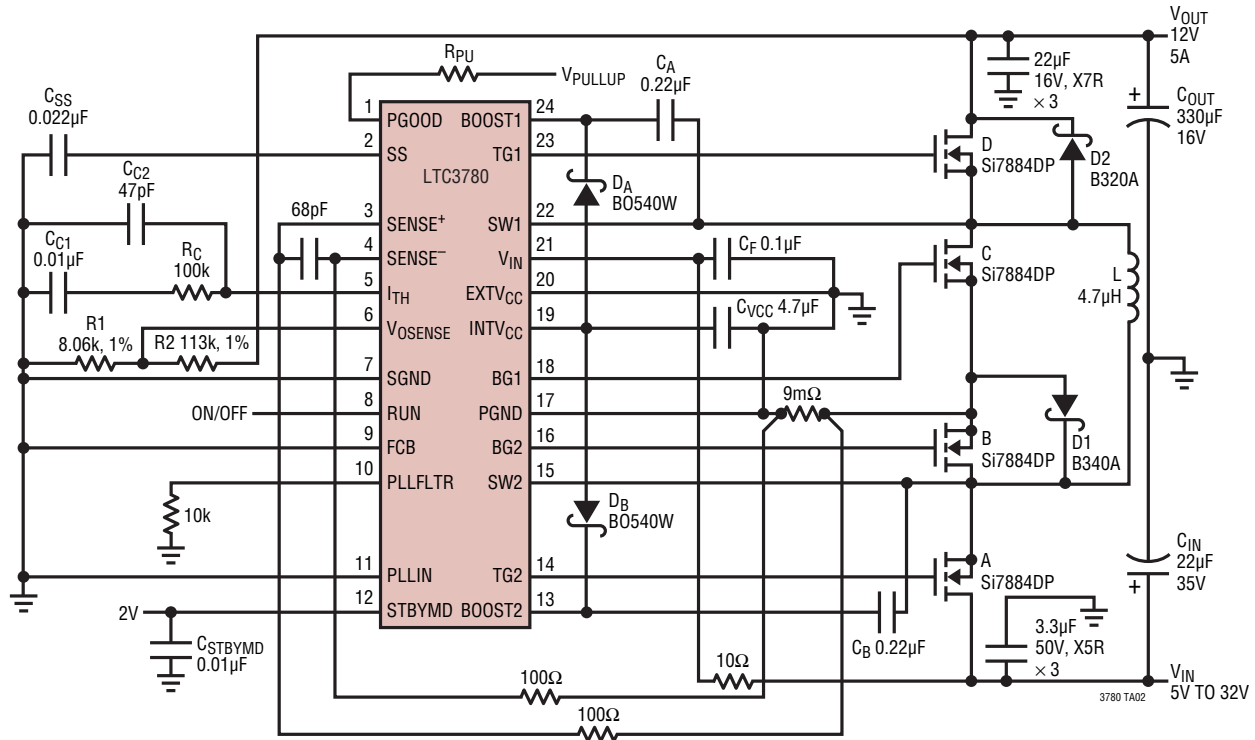 VOUT
12V
5A
22µF
16V, X7R
× 3
+
COUT
330µF
16V
RPU
VPULLUP
CA
0.22µF
CSS
0.022µF
CC2
47pF
CC1
0.01µF
RC
100k
R1
8.06k, 1%
R2 113k, 1%
68pF
ON/OFF
10k
2V
CSTBYMD
0.01µF
LTC3780
1 PGOOD
2 SS
3 SENSE+
4 SENSE–
5 ITH
6 VOSENSE
7 SGND
8 RUN
9 FCB
10 PLLFLTR
11 PLLIN
12 STBYMD
BOOST1 24
TG1 23
SW1 22
VIN 21
EXTVCC 20
INTVCC 19
BG1 18
PGND 17
BG2 16
SW2 15
TG2 14
BOOST2 13
DA
BO540W
CF 0.1µF
CVCC 4.7µF
9mΩ
DB
BO540W
CB 0.22µF
10Ω
100Ω
100Ω
D
Si7884DP
D2
B320A
C
Si7884DP
L
4.7µH
B
Si7884DP
D1
B340A
A
Si7884DP
CIN
22µF
35V
+
3.3µF
50V, X5R
× 3
VIN
5V TO 32V
3780 TA02